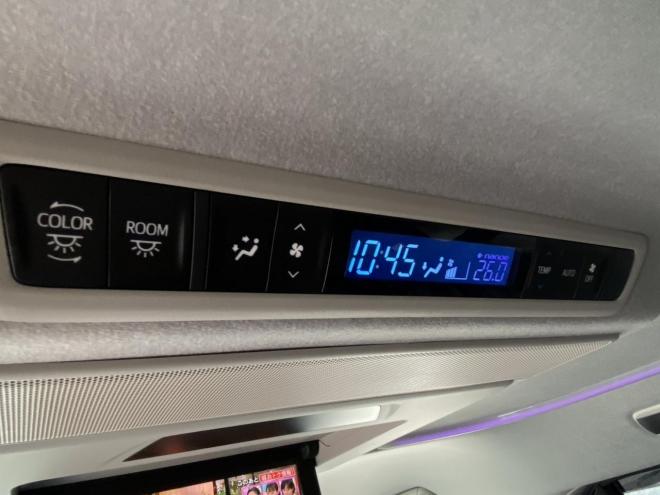 COLOR
ROOM
10:45
nanoe
26.0
TEMP
AUTO
OFF